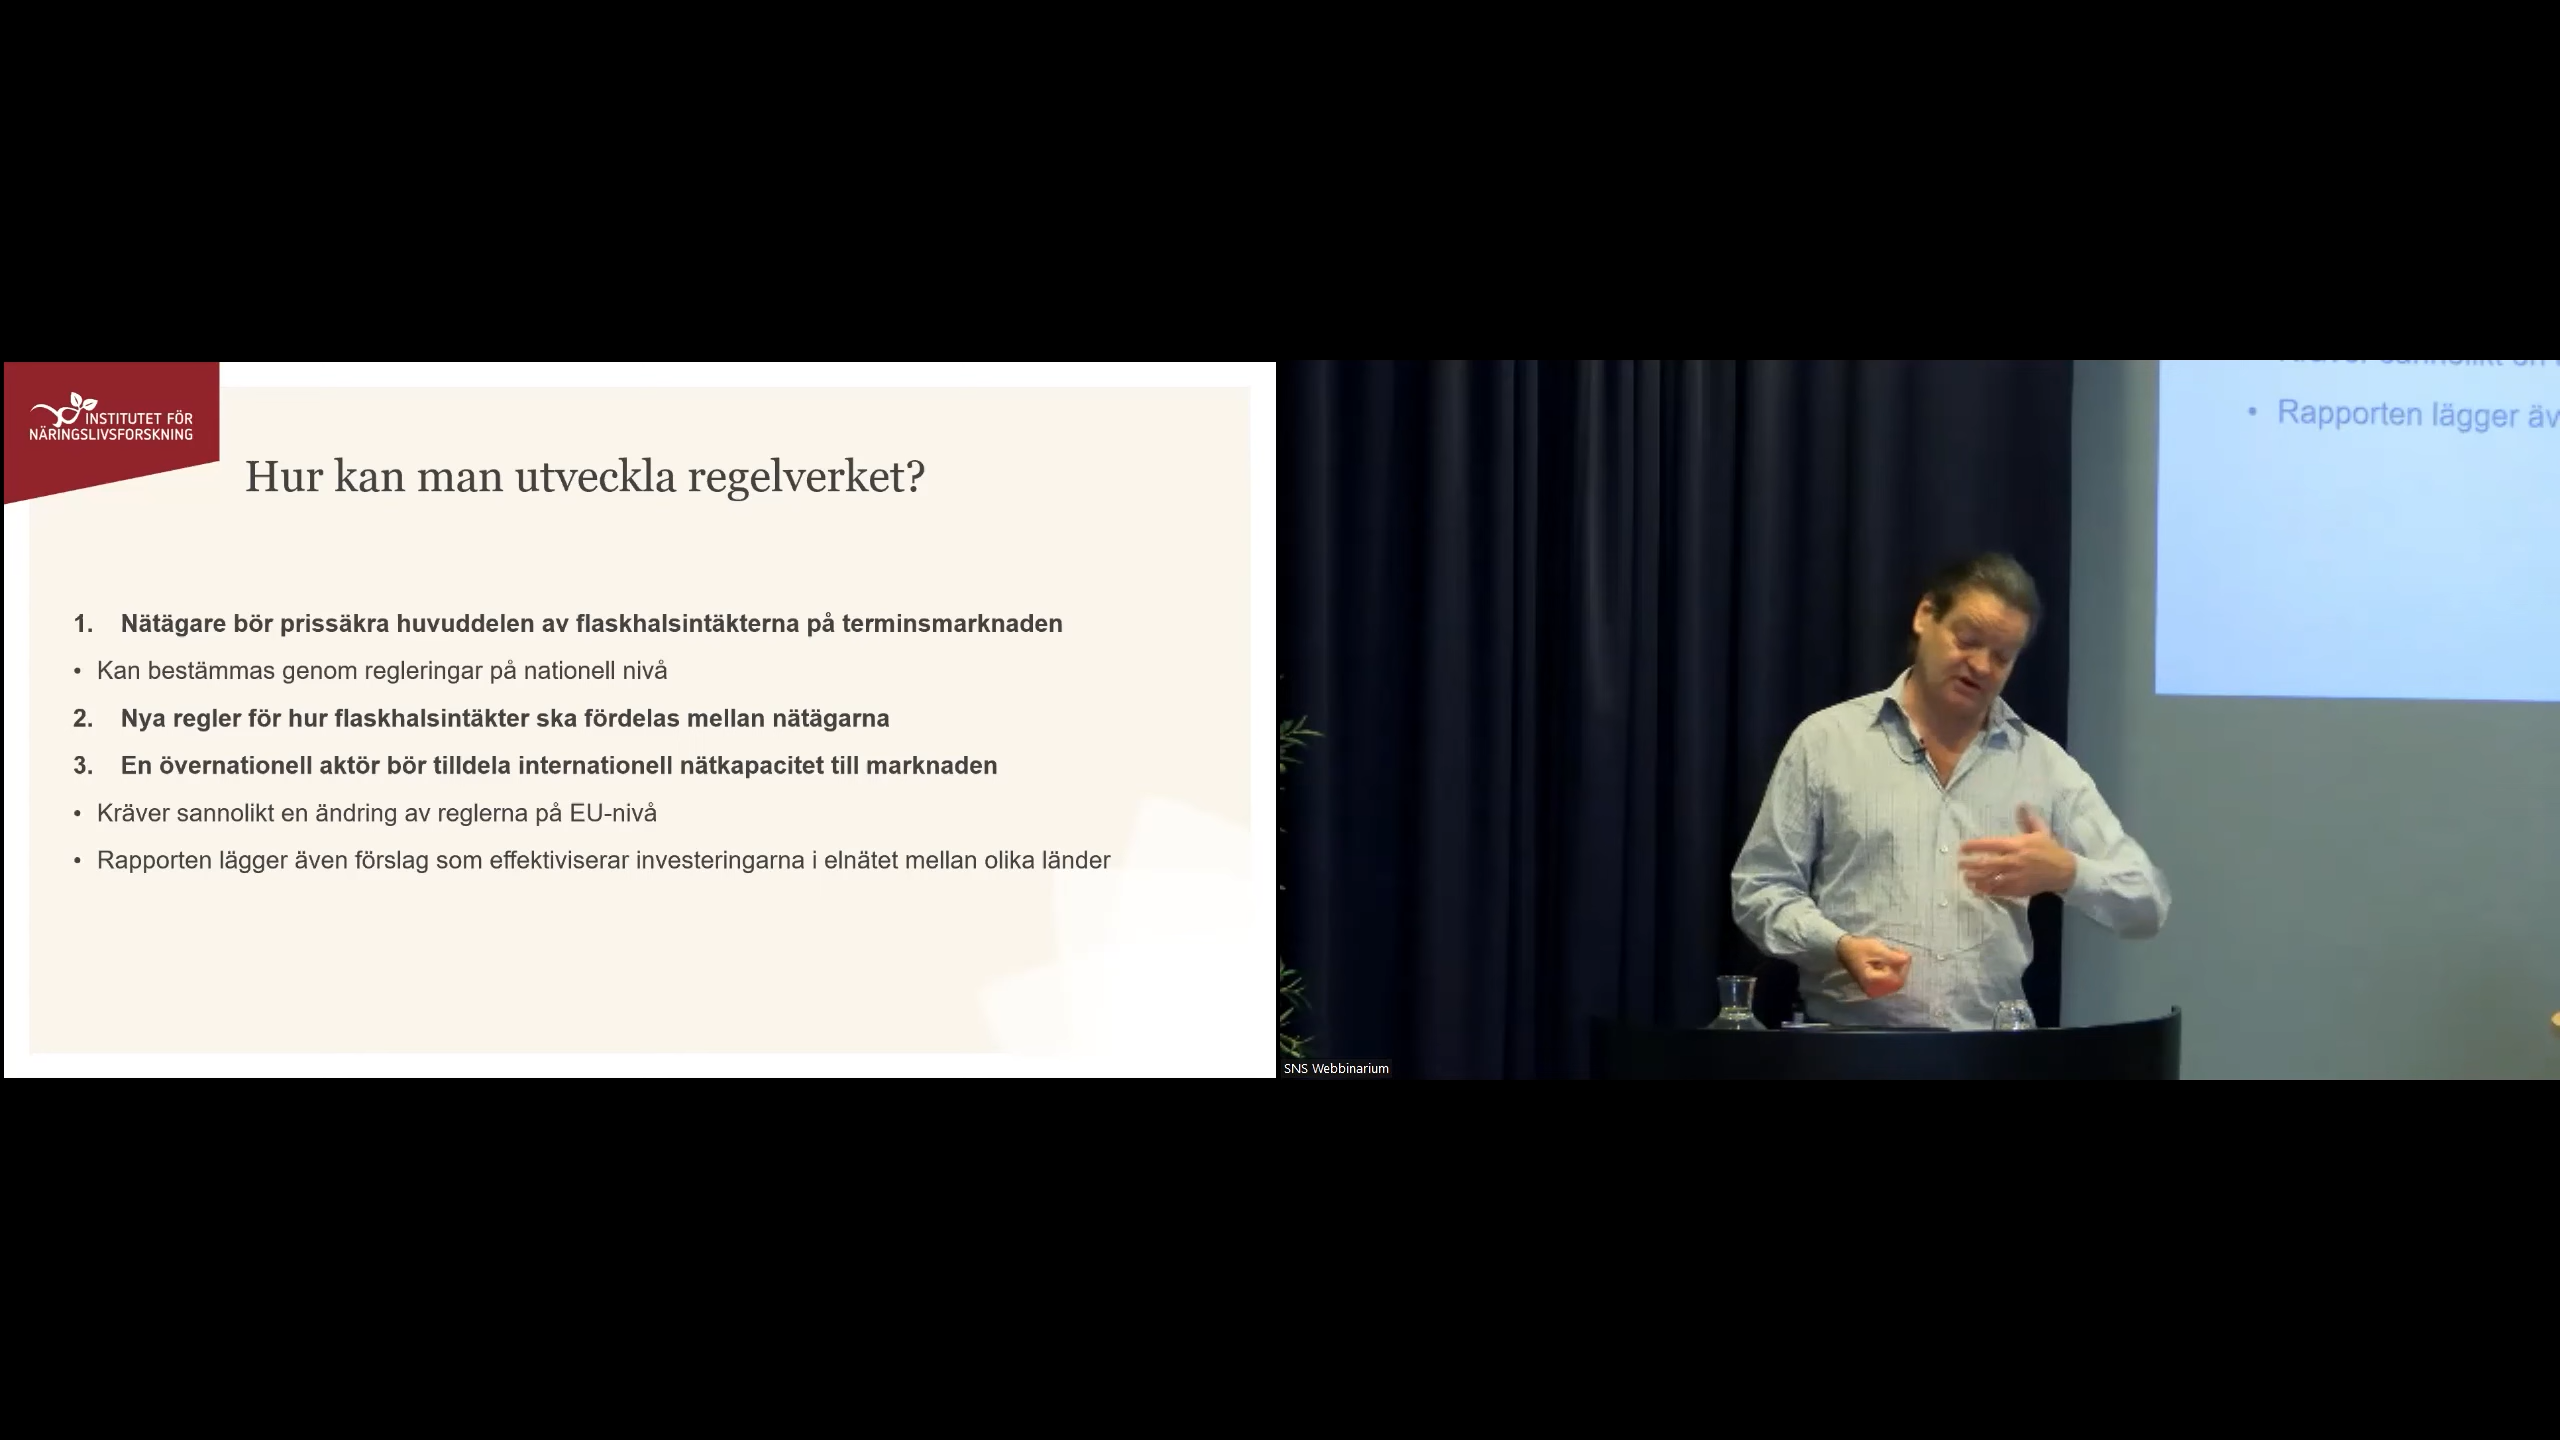 INSTITUTET FÖR
NÄRINGSLIVSFORSKNING
Hur kan man utveckla regelverket?
1. Nätägare bör prissäkra huvuddelen av flaskhalsintäkterna på terminsmarknaden
• Kan bestämmas genom regleringar på nationell nivå
2. Nya regler för hur flaskhalsintäkter ska fördelas mellan nätägarna
3. En övernationell aktör bör tilldela internationell nätkapacitet till marknaden
• Kräver sannolikt en ändring av reglerna på EU-nivå
• Rapporten lägger även förslag som effektiviserar investeringarna i elnätet mellan olika länder
• Rapporten lägger äv
SNS Webbinarium